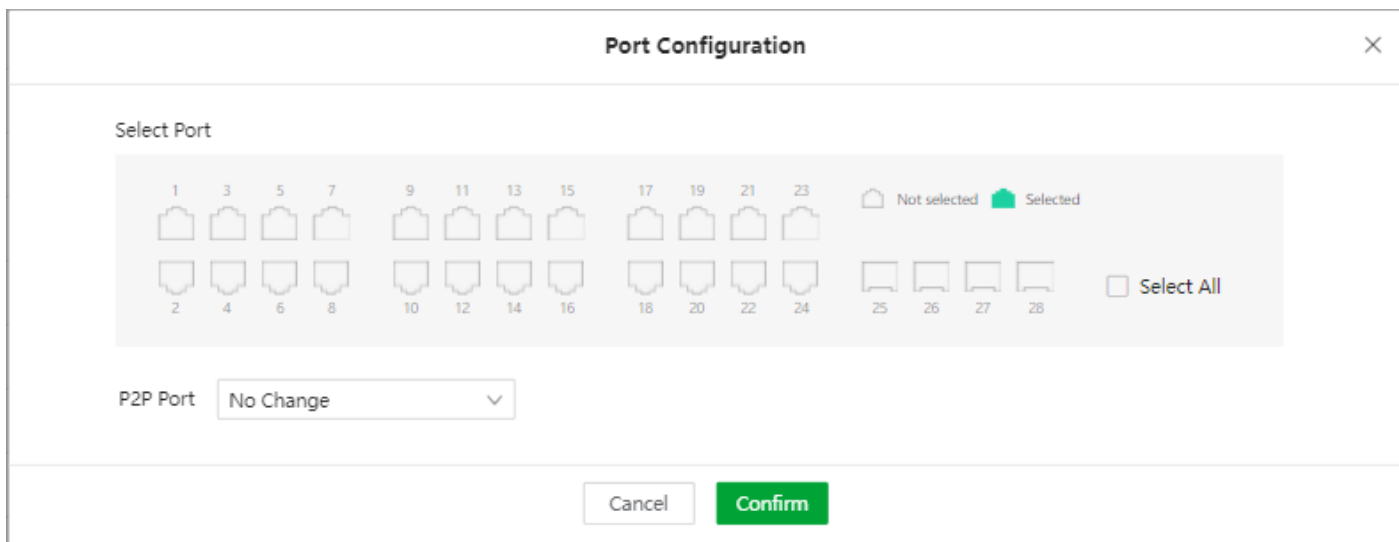 Port Configuration
Select Port
1 3 5 7 9 11 13 15 17 19 21 23
Not selected Selected
Select All
2 4 6 8 10 12 14 16 18 20 22 24 25 26 27 28
P2P Port No Change
Cancel Confirm